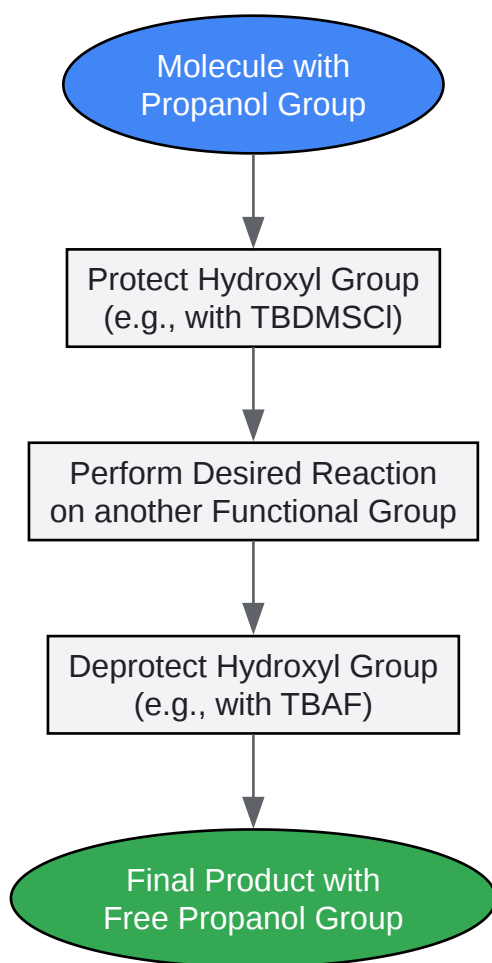 Molecule with
Propanol Group
Protect Hydroxyl Group
(e.g., with TBDMSCl)
Perform Desired Reaction
on another Functional Group
Deprotect Hydroxyl Group
(e.g., with TBAF)
Final Product with
Free Propanol Group